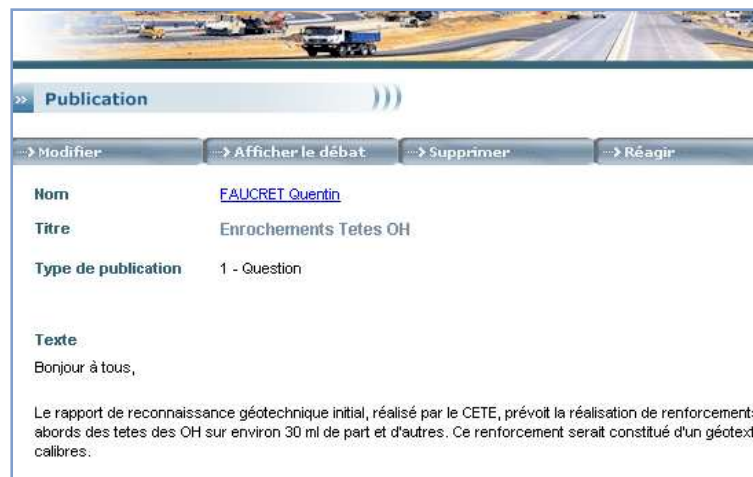 » Publication )))
Modifier Afficher le débat Supprimer Réagir
Nom FAUCRET Quentin
Titre Enrochements Tetes OH
Type de publication 1 - Question
Texte
Bonjour à tous,
Le rapport de reconnaissance géotechnique initial, réalisé par le CETE, prévoit la réalisation de renforcements
abords des tetes des OH sur environ 30 ml de part et d'autres. Ce renforcement serait constitué d'un
calibres.